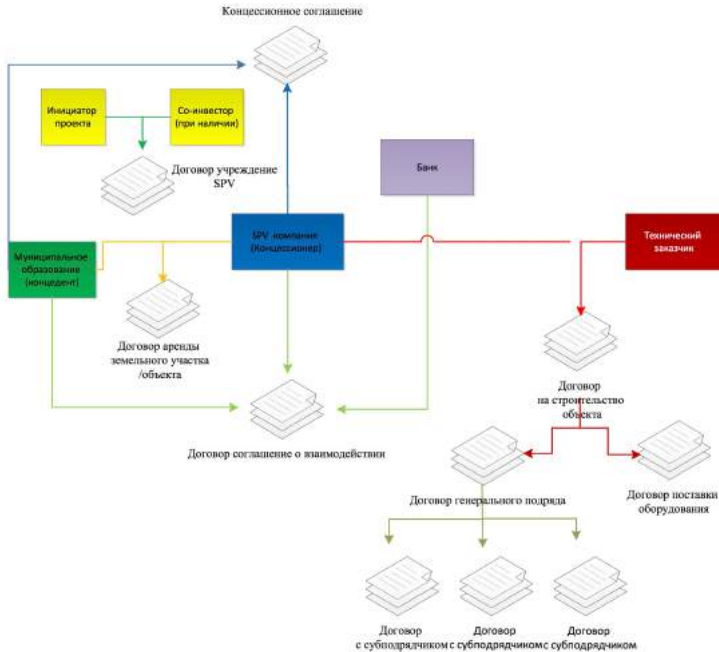 Концессионное соглашение
Инициатор
проекта
Со-инвестор
(при наличии)
Договор учреждение
SPV
Банк
SPV компания
(Концессионер)
Технический
заказчик
Муниципальное
образование
(концедент)
Договор аренды
земельного участка
/объекта
Договор
на строительство
объекта
Договор соглашение о взаимодействии
Договор генерального подряда
Договор поставки
оборудования
Договор
с субподрядчиком
Договор
с субподрядчиком
Договор
с субподрядчиком